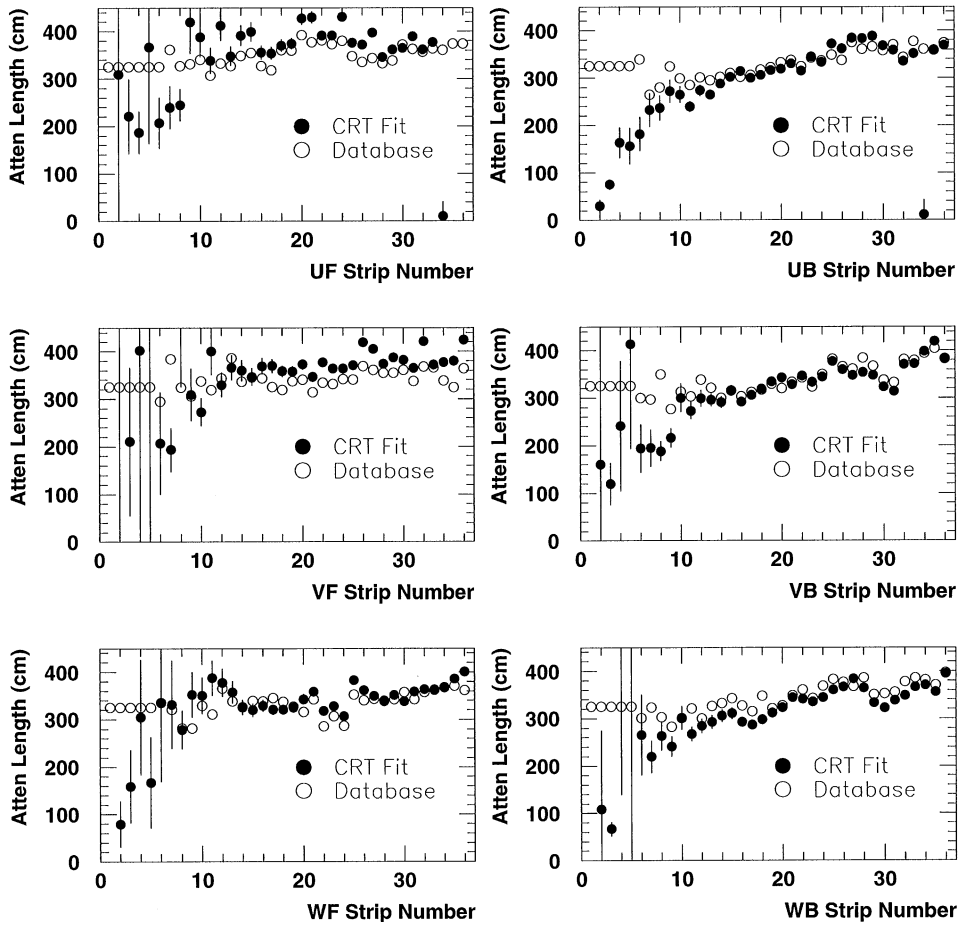 Atten Length (cm)
400
300
200
100
0
CRT Fit
Database
0 10 20 30
UF Strip Number
Atten Length (cm)
400
300
200
100
0
CRT Fit
Database
0 10 20 30
UB Strip Number
Atten Length (cm)
400
300
200
100
0
CRT Fit
Database
0 10 20 30
VF Strip Number
Atten Length (cm)
400
300
200
100
0
CRT Fit
Database
0 10 20 30
VB Strip Number
Atten Length (cm)
400
300
200
100
0
CRT Fit
Database
0 10 20 30
WF Strip Number
Atten Length (cm)
400
300
200
100
0
CRT Fit
Database
0 10 20 30
WB Strip Number